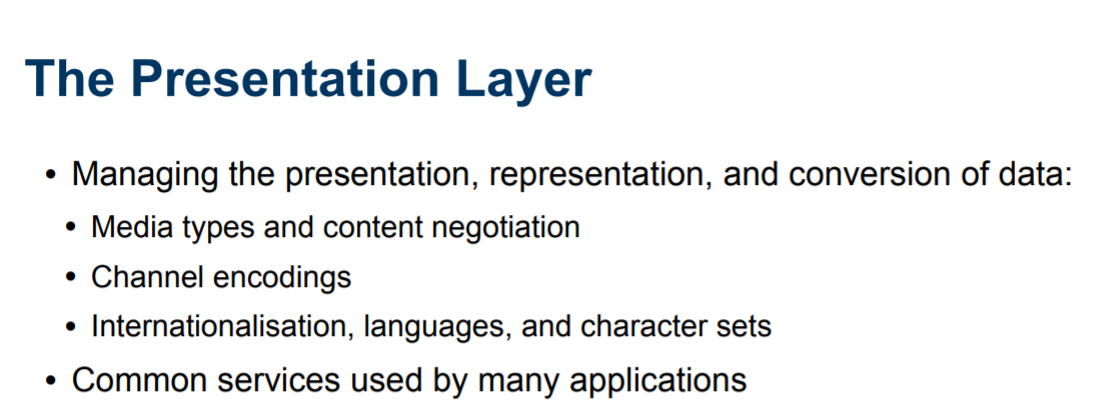 The Presentation Layer
• Managing the presentation, representation, and conversion of data:
• Media types and content negotiation
• Channel encodings
• Internationalisation, languages, and character sets
• Common services used by many applications